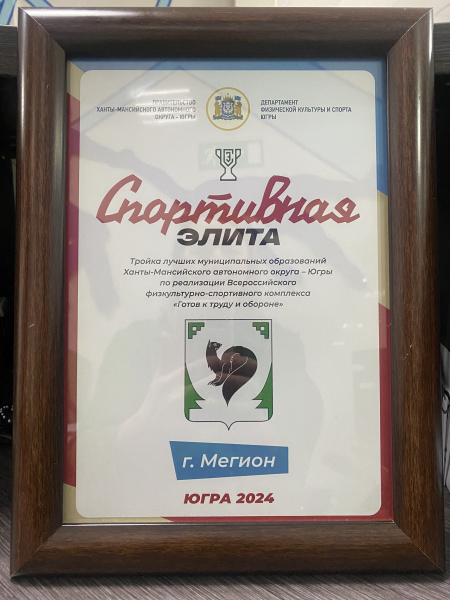 ПРАВИТЕЛЬСТВО
ХАНТЫ-МАНСИЙСКОГО АВТОНОМНОГО
ОКРУГА – ЮГРЫ
ДЕПАРТАМЕНТ
ФИЗИЧЕСКОЙ КУЛЬТУРЫ И СПОРТА
ЮГРЫ
Спортивная
ЭЛИТА
Тройка лучших муниципальных образований
Ханты-Мансийского автономного округа – Югры
по реализации Всероссийского
физкультурно-спортивного комплекса
«Готов к труду и обороне»
г. Мегион
ЮГРА 2024